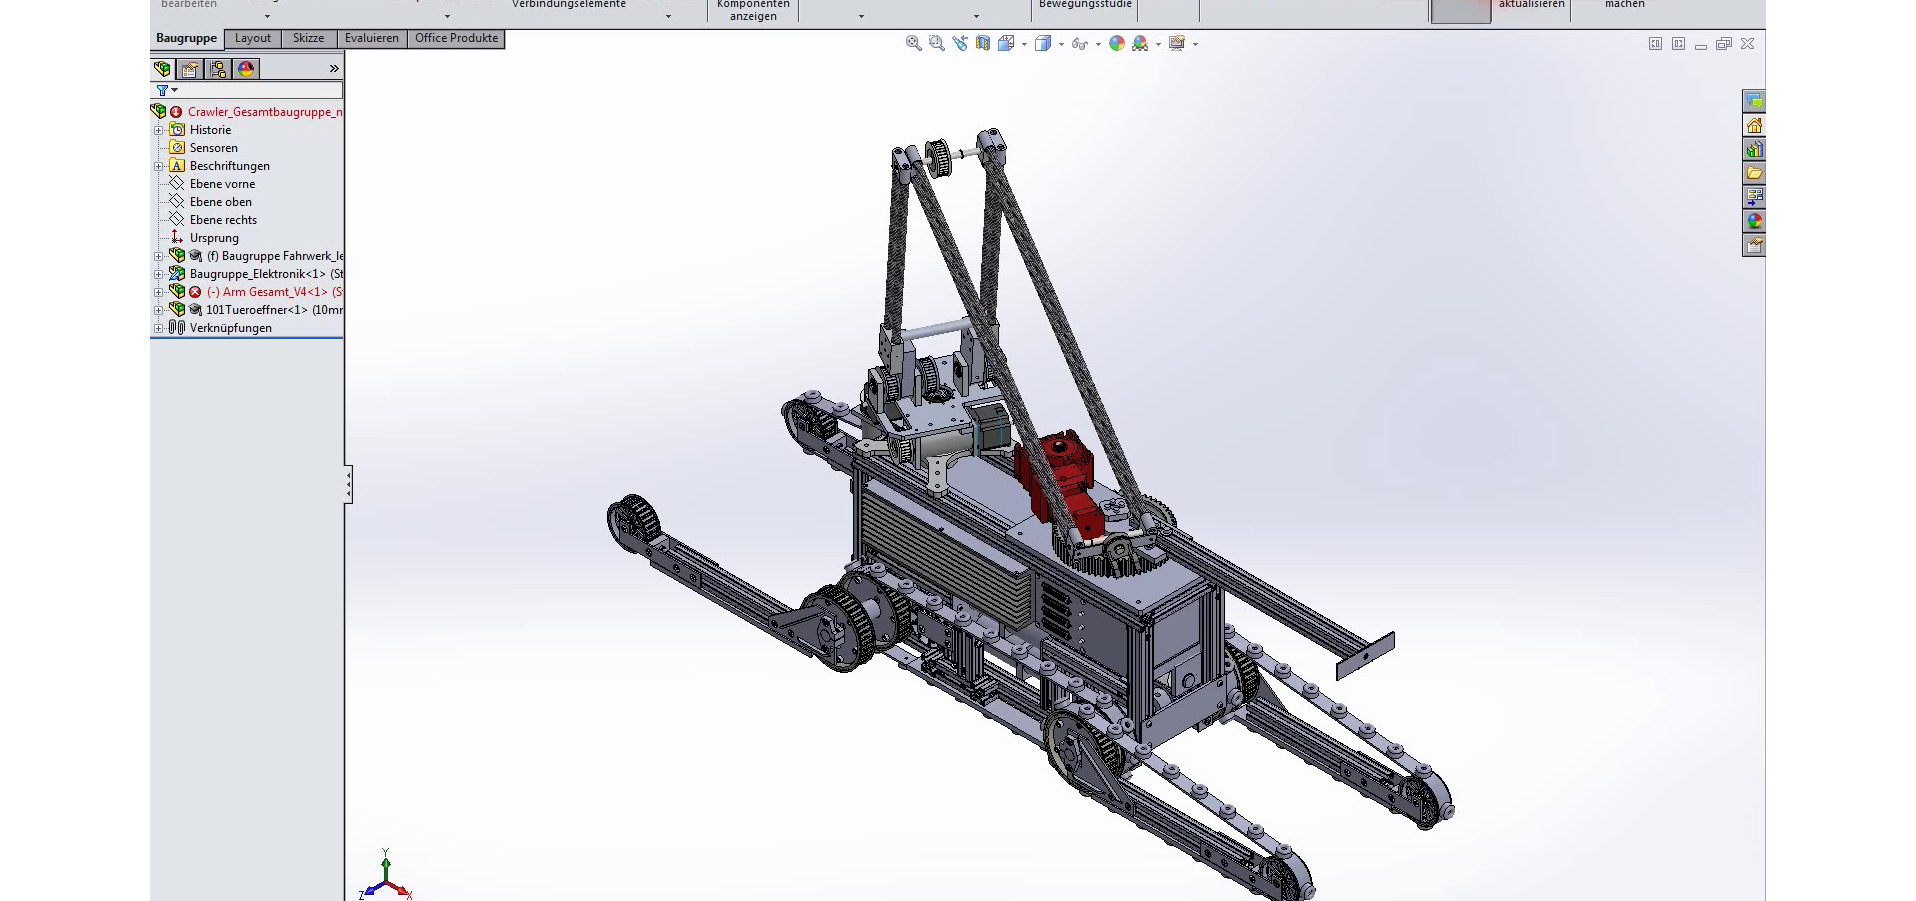 bearbeiten
Verbindungselemente
Komponenten
anzeigen
Bewegungsstudie
aktualisieren
machen
Baugruppe
Layout
Skizze
Evaluieren
Office Produkte
Crawler_Gesamtbaugruppe_n
Historie
Sensoren
A Beschriftungen
Ebene vorne
Ebene oben
Ebene rechts
Ursprung
(f) Baugruppe Fahrwerk_le
Baugruppe_Elektronik<1> (St
(-) Arm Gesamt_V4<1> (S
101Tueroeffner<1> (10mm
Verknüpfungen
Y
Z
X